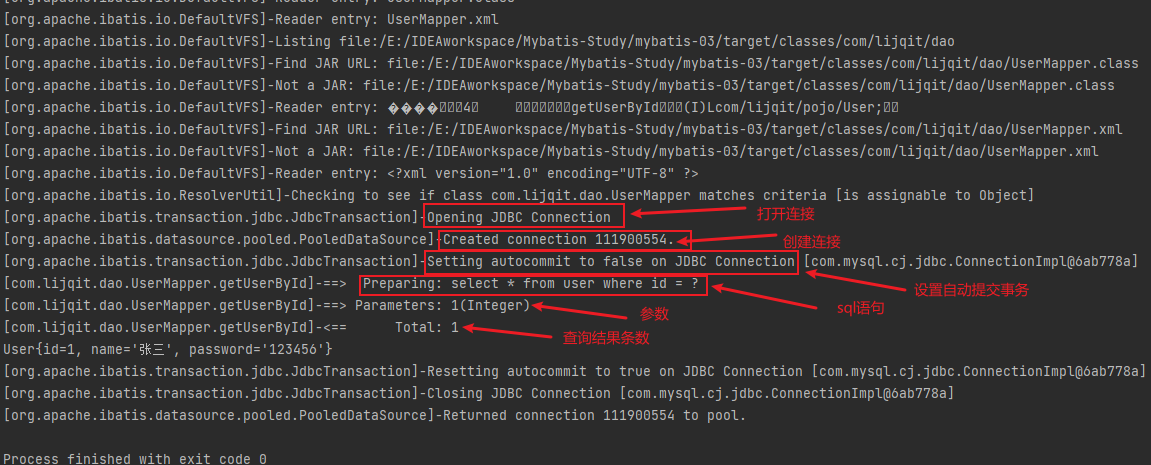 [org.apache.ibatis.io.DefaultVFS]-Reader entry: UserMapper.class
[org.apache.ibatis.io.DefaultVFS]-Reader entry: UserMapper.xml
[org.apache.ibatis.io.DefaultVFS]-Listing file:/E:/IDEAworkspace/Mybatis-Study/mybatis-03/target/classes/com/lijqit/dao
[org.apache.ibatis.io.DefaultVFS]-Find JAR URL: file:/E:/IDEAworkspace/Mybatis-Study/mybatis-03/target/classes/com/lijqit/dao/UserMapper.class
[org.apache.ibatis.io.DefaultVFS]-Not a JAR: file:/E:/IDEAworkspace/Mybatis-Study/mybatis-03/target/classes/com/lijqit/dao/UserMapper.class
[org.apache.ibatis.io.DefaultVFS]-Reader entry: ���� 4 getUserById (I)Lcom/lijqit/pojo/User;
[org.apache.ibatis.io.DefaultVFS]-Find JAR URL: file:/E:/IDEAworkspace/Mybatis-Study/mybatis-03/target/classes/com/lijqit/dao/UserMapper.xml
[org.apache.ibatis.io.DefaultVFS]-Not a JAR: file:/E:/IDEAworkspace/Mybatis-Study/mybatis-03/target/classes/com/lijqit/dao/UserMapper.xml
[org.apache.ibatis.io.DefaultVFS]-Reader entry: <?xml version="1.0" encoding="UTF-8" ?>
[org.apache.ibatis.io.ResolverUtil]-Checking to see if class com.lijqit.dao.UserMapper matches criteria [is assignable to Object]
[org.apache.ibatis.transaction.jdbc.JdbcTransaction]-Opening JDBC Connection
打开连接
[org.apache.ibatis.datasource.pooled.PooledDataSource]-Created connection 111900554.
创建连接
[org.apache.ibatis.transaction.jdbc.JdbcTransaction]-Setting autocommit to false on JDBC Connection [com.mysql.cj.jdbc.ConnectionImpl@6ab778a]
设置自动提交事务
[com.lijqit.dao.UserMapper.getUserById]-==>  Preparing: select * from user where id = ?
sql语句
[com.lijqit.dao.UserMapper.getUserById]-==> Parameters: 1(Integer)
参数
[com.lijqit.dao.UserMapper.getUserById]-<==      Total: 1
查询结果条数
User{id=1, name='张三', password='123456'}
[org.apache.ibatis.transaction.jdbc.JdbcTransaction]-Resetting autocommit to true on JDBC Connection [com.mysql.cj.jdbc.ConnectionImpl@6ab778a]
[org.apache.ibatis.transaction.jdbc.JdbcTransaction]-Closing JDBC Connection [com.mysql.cj.jdbc.ConnectionImpl@6ab778a]
[org.apache.ibatis.datasource.pooled.PooledDataSource]-Returned connection 111900554 to pool.
Process finished with exit code 0